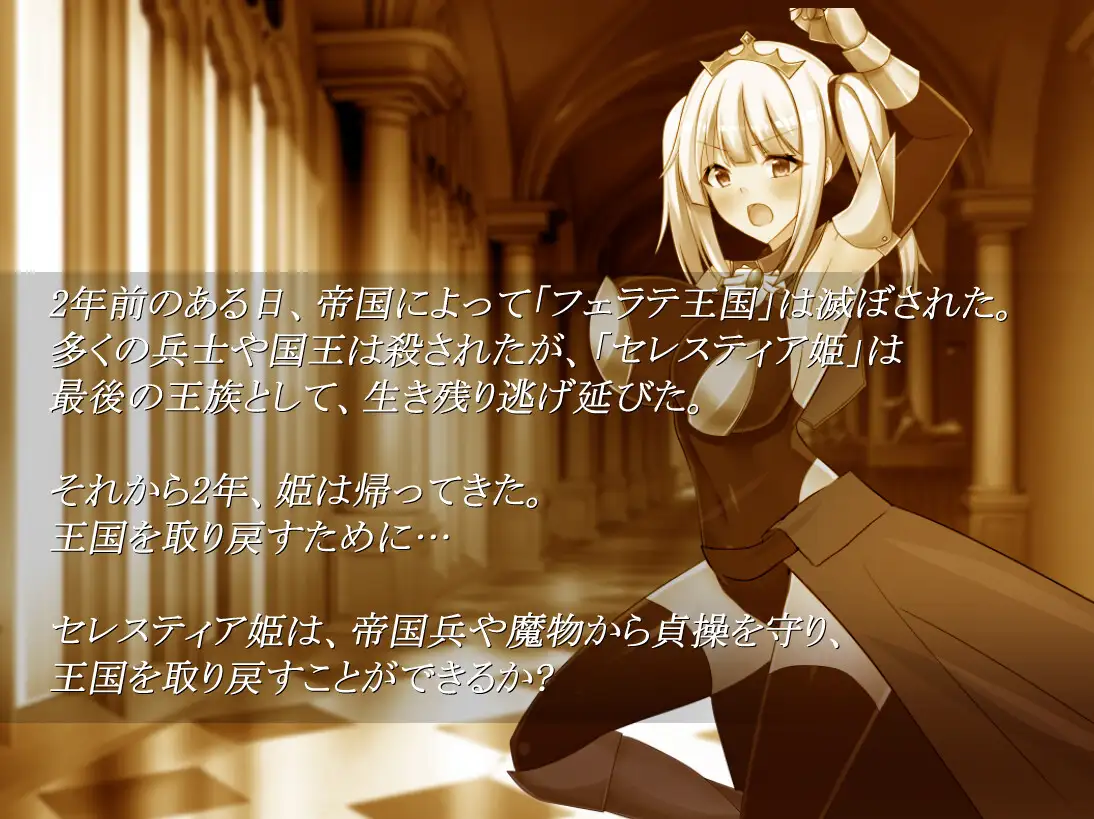 2年前のある日、帝国によって「フェラテ王国」は滅ぼされた。
多くの兵士や国王は殺されたが、「セレスティア姫」は
最後の王族として、生き残り逃げ延びた。
それから2年、姫は帰ってきた。
王国を取り戻すために…
セレスティア姫は、帝国兵や魔物から貞操を守り、
王国を取り戻すことができるか?